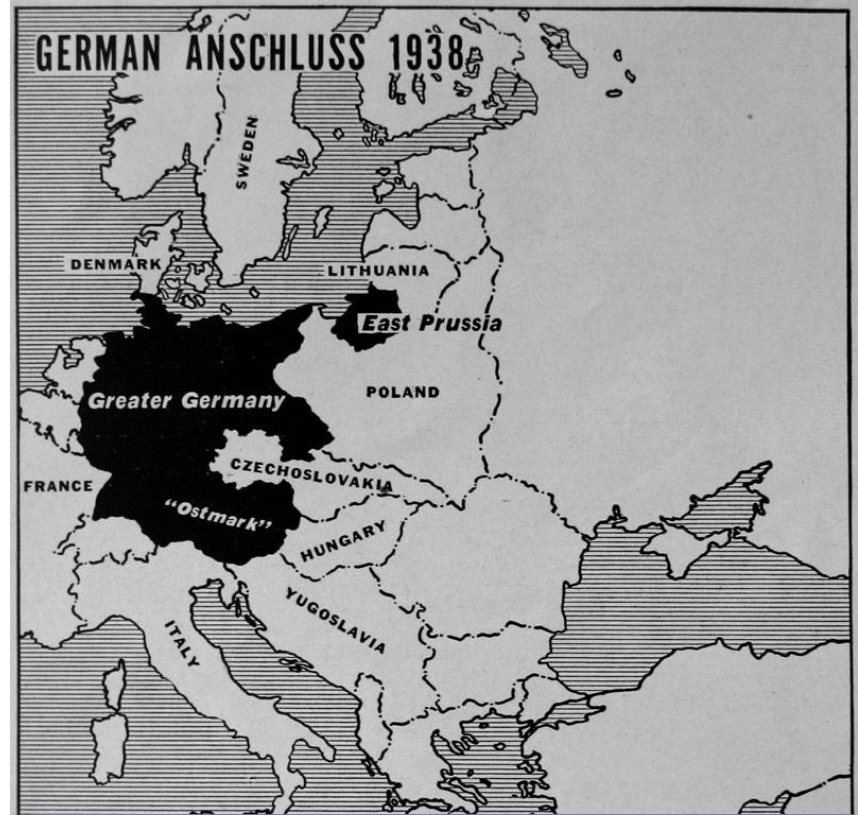 GERMAN ANSCHLUSS 1938
SWEDEN
DENMARK
LITHUANIA
East Prussia
Greater Germany
POLAND
CZECHOSLOVAKIA
FRANCE
"Ostmark"
HUNGARY
YUGOSLAVIA
ITALY